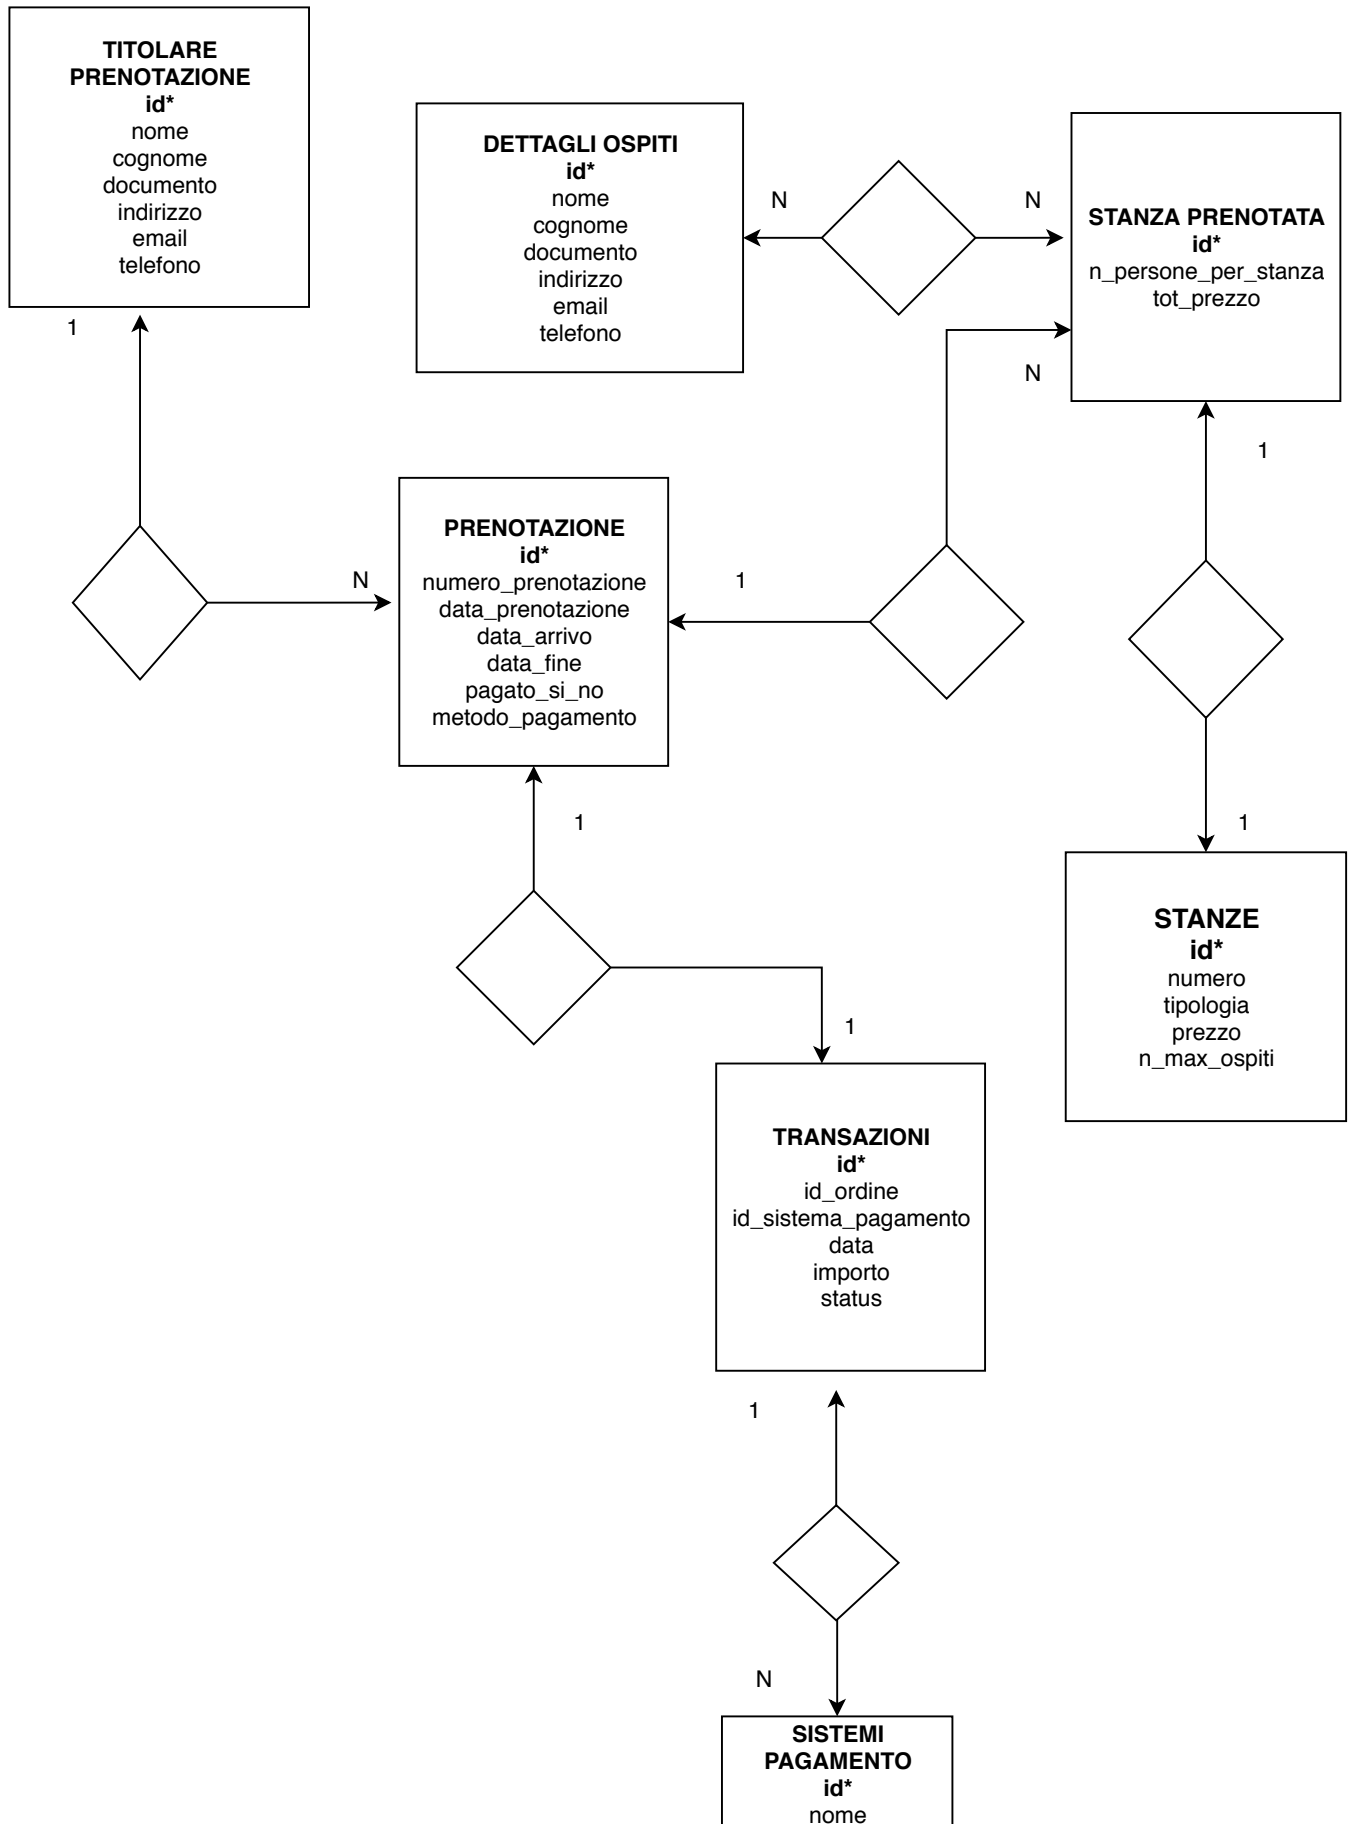 TITOLARE
PRENOTAZIONE
id*
nome
cognome
documento
indirizzo
email
telefono
1
DETTAGLI OSPITI
id*
nome
cognome
documento
indirizzo
email
telefono
N
N
STANZA PRENOTATA
id*
n_persone_per_stanza
tot_prezzo
N
1
N
PRENOTAZIONE
id*
numero_prenotazione
data_prenotazione
data_arrivo
data_fine
pagato_si_no
metodo_pagamento
1
1
1
STANZE
id*
numero
tipologia
prezzo
n_max_ospiti
1
TRANSAZIONI
id*
id_ordine
id_sistema_pagamento
data
importo
status
1
N
SISTEMI
PAGAMENTO
id*
nome